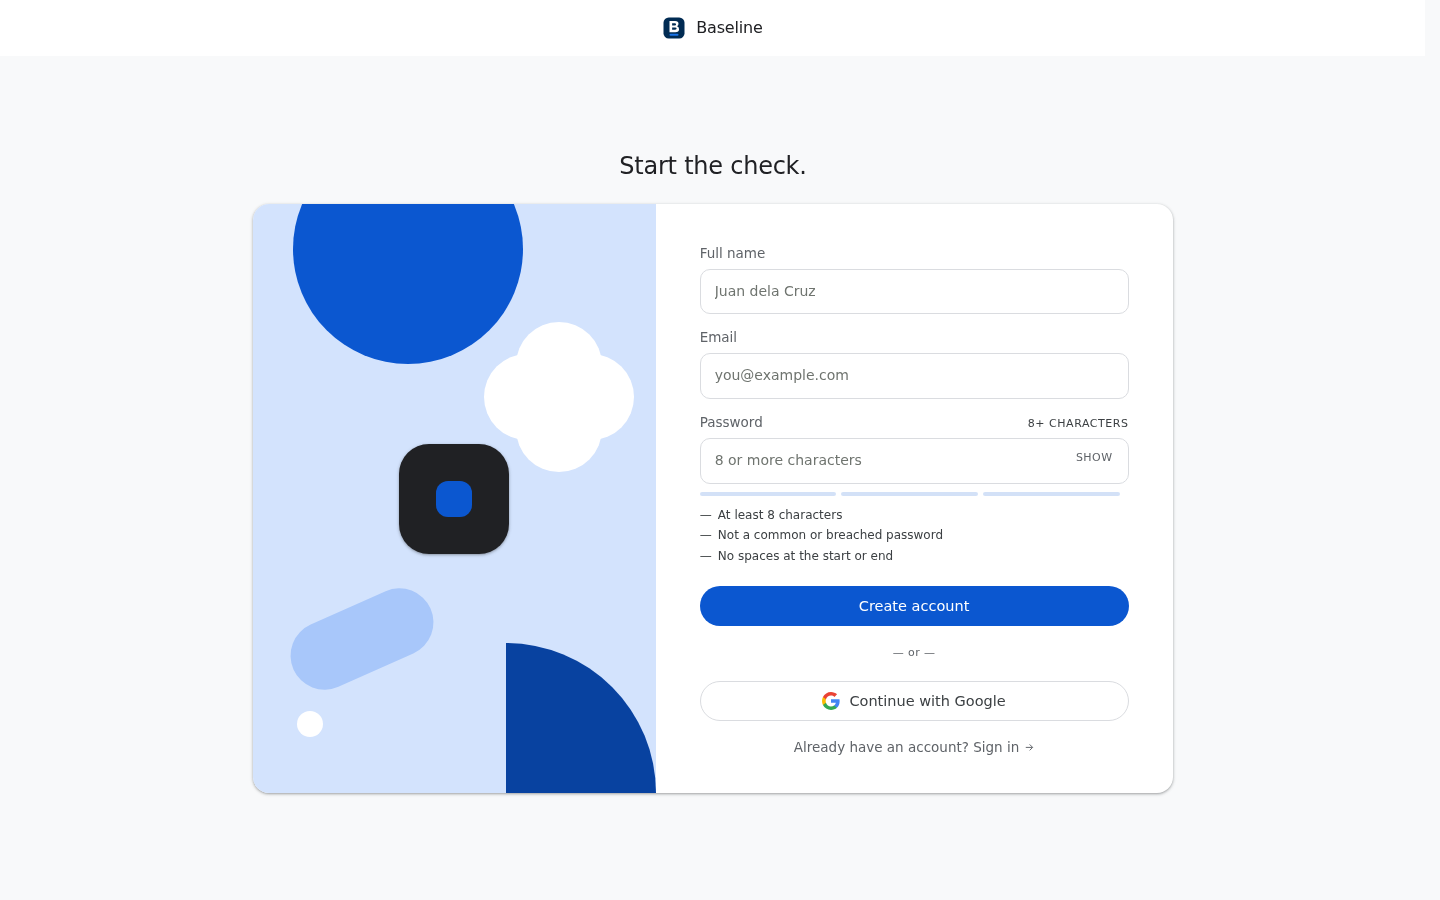 B Baseline
Start the check.
Full name
Juan dela Cruz
Email
you@example.com
Password 8+ CHARACTERS
8 or more characters SHOW
— At least 8 characters
— Not a common or breached password
— No spaces at the start or end
Create account
— or —
Continue with Google
Already have an account? Sign in →